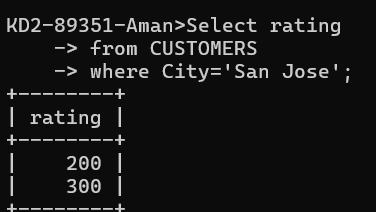 KD2-89351-Aman>Select rating
    -> from CUSTOMERS
    -> where City='San Jose';
+--------+
| rating |
+--------+
|    200 |
|    300 |
+--------+